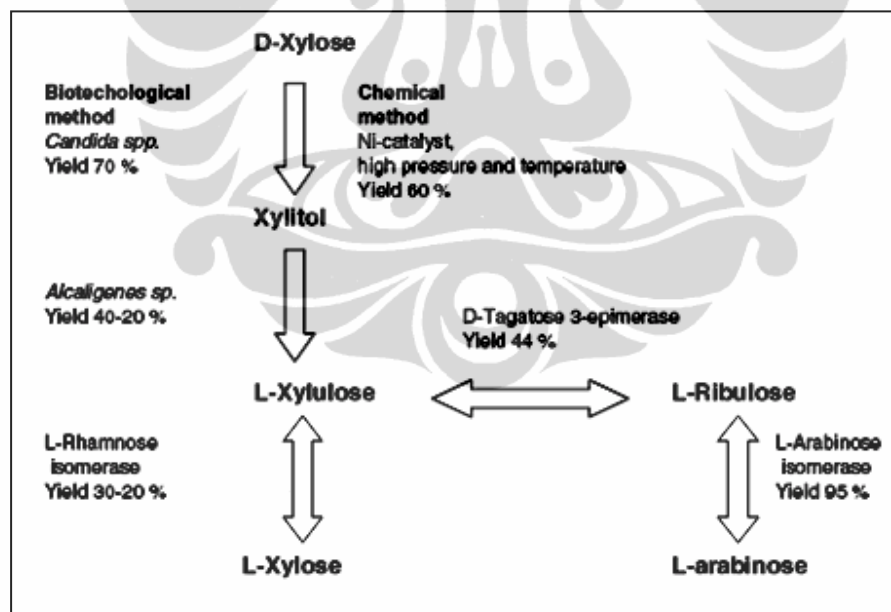 D-Xylose
Biotechological
method
Candida spp.
Yield 70 %
Chemical
method
Ni-catalyst,
high pressure and temperature
Yield 60 %
Xylitol
Alcaligenes sp.
Yield 40-20 %
D-Tagatose 3-epimerase
Yield 44 %
L-Xylulose
L-Ribulose
L-Rhamnose
isomerase
Yield 30-20 %
L-Arabinose
isomerase
Yield 95 %
L-Xylose
L-arabinose